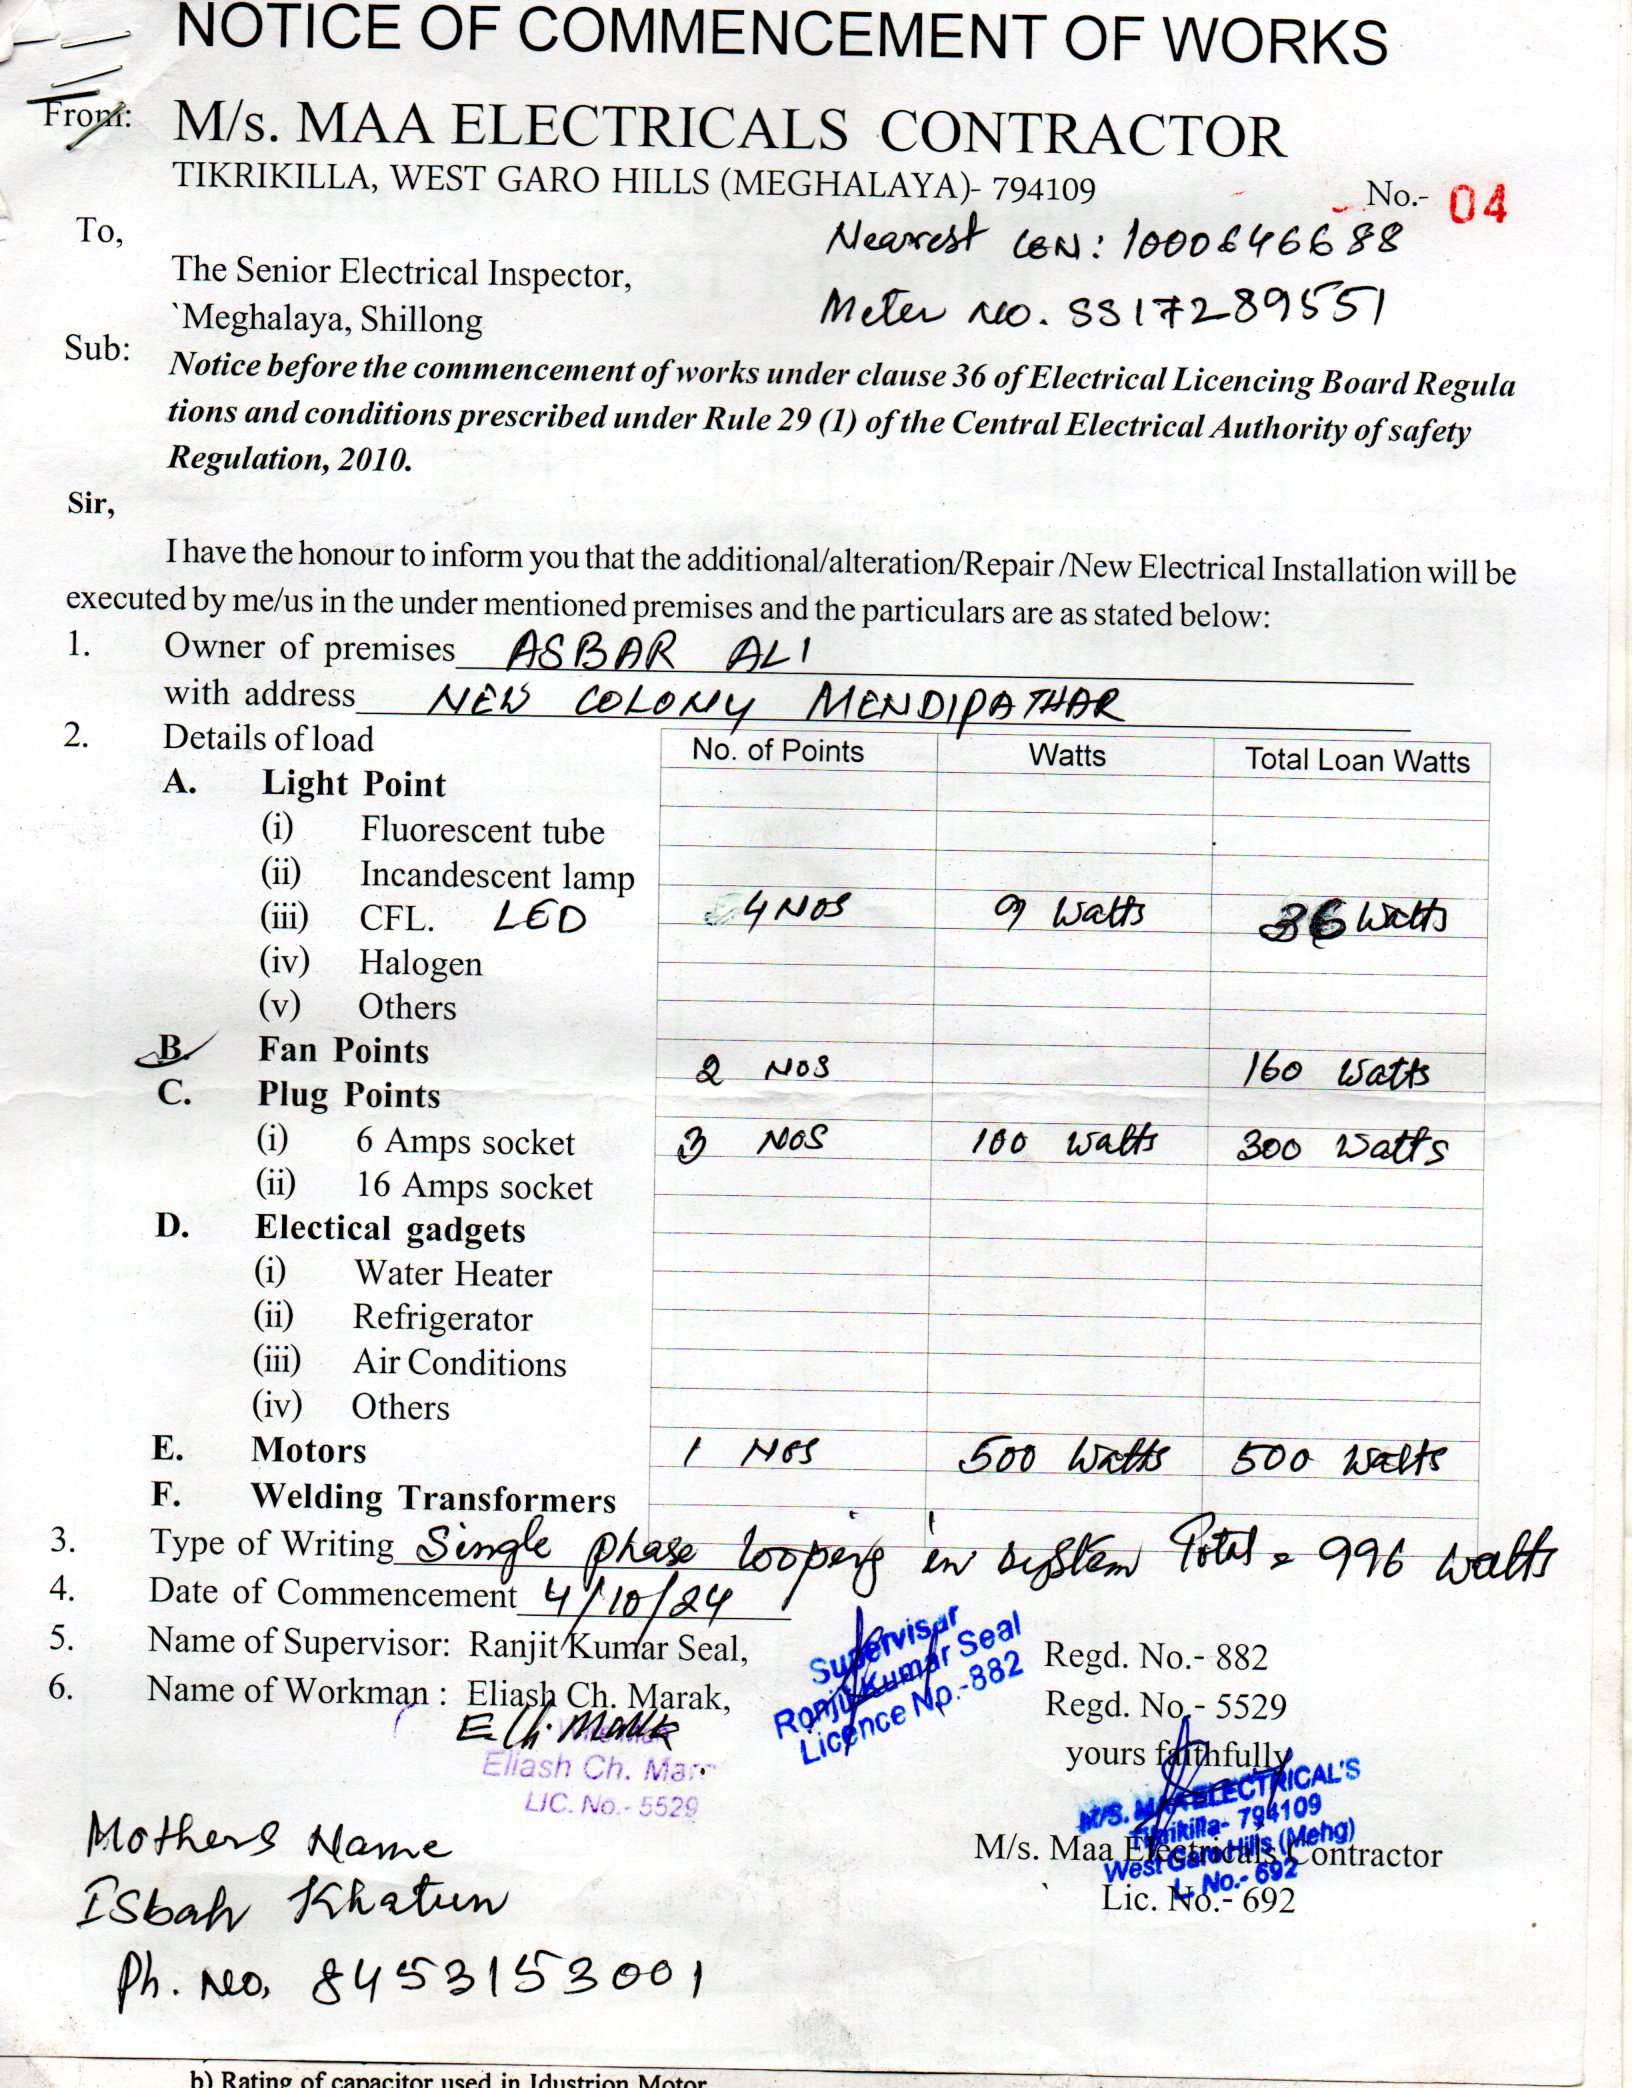 NOTICE OF COMMENCEMENT OF WORKS
From: M/s. MAA ELECTRICALS CONTRACTOR
TIKRIKILLA, WEST GARO HILLS (MEGHALAYA)- 794109
No.- 04
To,
Nearest CON: 1000646688
The Senior Electrical Inspector,
`Meghalaya, Shillong
Meter No. SS17289551
Sub: Notice before the commencement of works under clause 36 of Electrical Licencing Board Regula
tions and conditions prescribed under Rule 29 (1) of the Central Electrical Authority of safety
Regulation, 2010.
Sir,
I have the honour to inform you that the additional/alteration/Repair /New Electrical Installation will be
executed by me/us in the under mentioned premises and the particulars are as stated below:
1. Owner of premises ASBAR ALI
with address NEW COLONY MENDIPATHAR
2. Details of load No. of Points Watts Total Loan Watts
A. Light Point
(i) Fluorescent tube
(ii) Incandescent lamp
(iii) CFL. LED 4 NOS 9 Watts 36 Watts
(iv) Halogen
(v) Others
B. Fan Points 2 NOS 160 Watts
C. Plug Points
(i) 6 Amps socket 3 NOS 100 Watts 300 Watts
(ii) 16 Amps socket
D. Electical gadgets
(i) Water Heater
(ii) Refrigerator
(iii) Air Conditions
(iv) Others
E. Motors 1 NOS 500 Watts 500 Watts
F. Welding Transformers
3. Type of Writing Single phase looping in system Total = 996 Watts
4. Date of Commencement 4/10/24
5. Name of Supervisor: Ranjit Kumar Seal, Regd. No.- 882
Supervisar
Ronjit Kumar Seal
Licence No.-882
6. Name of Workman : Eliash Ch. Marak, Regd. No.- 5529
E. Ch. Marak
Eliash Ch. Marak
LIC. No.- 5529
yours faithfully
M/S. MAA ELECTRICAL'S
Tikrikilla- 794109
West Garo Hills (Mehg)
L. No.- 692
M/s. Maa Electricals Contractor
Lic. No.- 692
Mothers Name
Isbah Khatun
Ph. No. 8453153001
b) Rating of capacitor used in Idustrion Motor